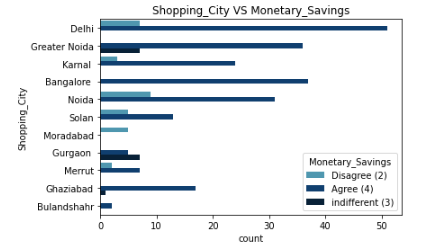 Shopping_City VS Monetary_Savings
Shopping_City
Delhi
Greater Noida
Karnal
Bangalore
Noida
Solan
Moradabad
Gurgaon
Merrut
Ghaziabad
Bulandshahr
Monetary_Savings
Disagree (2)
Agree (4)
indifferent (3)
0 10 20 30 40 50
count